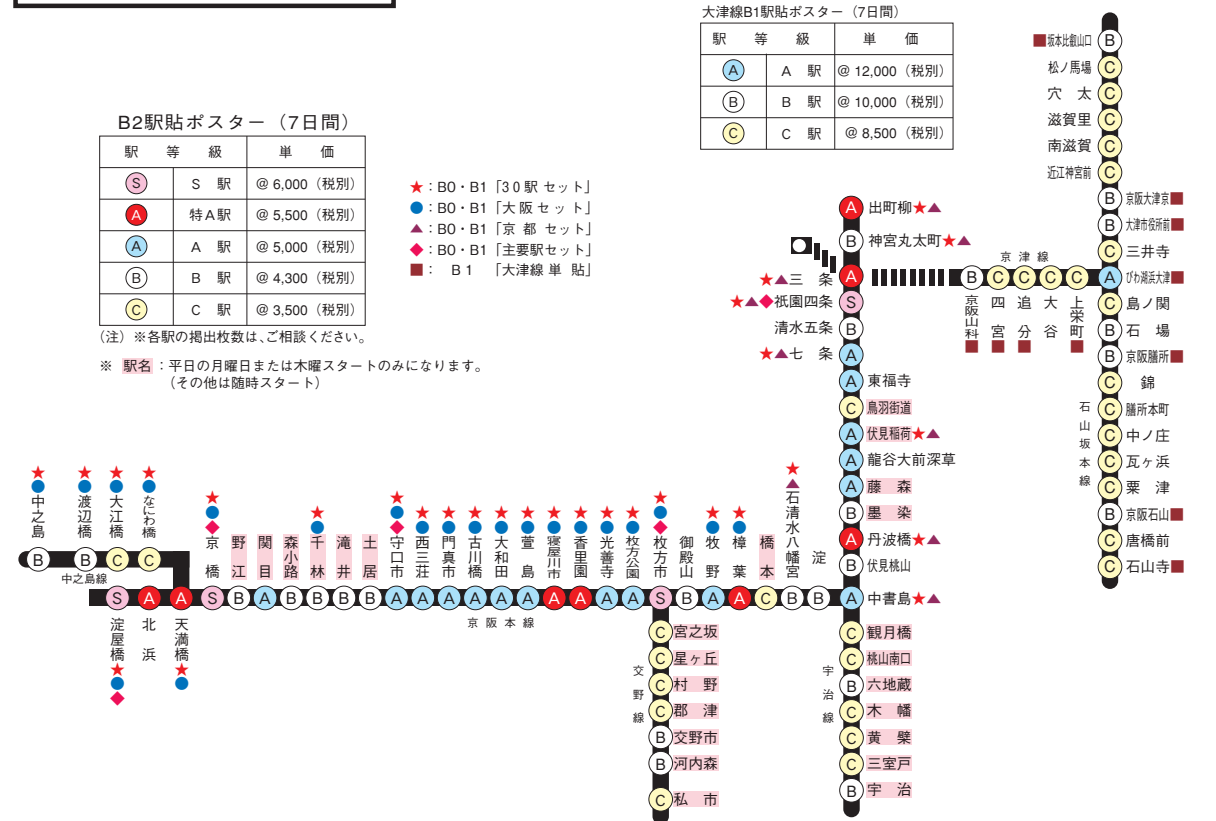 大津線B1駅貼ポスター（7日間）
駅 等 級 単 価
A A 駅 @ 12,000（税別）
B B 駅 @ 10,000（税別）
C C 駅 @ 8,500（税別）
B2駅貼ポスター（7日間）
駅 等 級 単 価
S S 駅 @ 6,000（税別）
A 特A駅 @ 5,500（税別）
A A 駅 @ 5,000（税別）
B B 駅 @ 4,300（税別）
C C 駅 @ 3,500（税別）
（注）※各駅の掲出枚数は、ご相談ください。
※ 駅名：平日の月曜日または木曜スタートのみになります。
（その他は随時スタート）
★：B0・B1「30駅セット」
●：B0・B1「大阪セット」
▲：B0・B1「京都セット」
◆：B0・B1「主要駅セット」
■： B1 「大津線単貼」
■坂本比叡山口 B
松ノ馬場 C
穴太 C
滋賀里 C
南滋賀 C
近江神宮前 C
B 京阪大津京■
B 大津市役所前■
C 三井寺
A びわ湖浜大津■
C 島ノ関
B 石場
B 京阪膳所■
C 錦
C 膳所本町
C 中ノ庄
C 瓦ヶ浜
C 粟津
B 京阪石山■
C 唐橋前
C 石山寺■
石山坂本線
京津線
B 京阪山科■
C 四宮■
C 追分■
C 大谷
C 上栄町■
A 出町柳★▲
B 神宮丸太町★▲
★▲三条 A
★▲◆祇園四条 S
清水五条 B
★▲七条 A
A 東福寺
C 鳥羽街道
A 伏見稲荷★▲
A 龍谷大前深草
A 藤森
B 墨染
A 丹波橋★▲
B 伏見桃山
A 中書島★▲
★●中之島 B
★●渡辺橋 B
★●大江橋 C
★●なにわ橋 C
中之島線
S 淀屋橋★●◆
A 北浜
A 天満橋★●
★●◆京橋 S
野江 B
関目 A
森小路 B
★●千林 B
滝井 B
土居 B
★●◆守口市 A
★●西三荘 A
★●門真市 A
★●古川橋 A
★●大和田 A
★●萱島 A
★●寝屋川市 A
★●香里園 A
★●光善寺 A
★●枚方公園 A
★●◆枚方市 S
御殿山 B
★●牧野 A
★●樟葉 A
橋本 C
★▲石清水八幡宮 B
淀 B
京阪本線
C 宮之坂
C 星ヶ丘
C 村野
C 郡津
B 交野市
B 河内森
C 私市
交野線
C 観月橋
C 桃山南口
B 六地蔵
C 木幡
C 黄檗
C 三室戸
B 宇治
宇治線